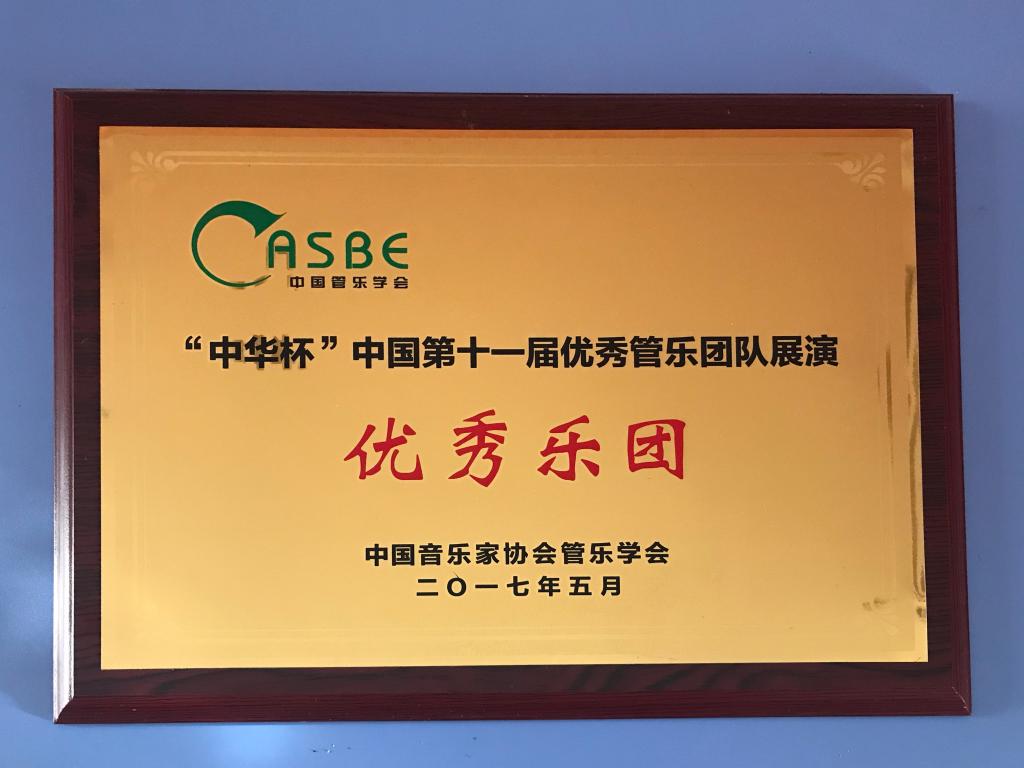 CASBE
中国管乐学会
“中华杯”中国第十一届优秀管乐团队展演
优秀乐团
中国音乐家协会管乐学会
二〇一七年五月